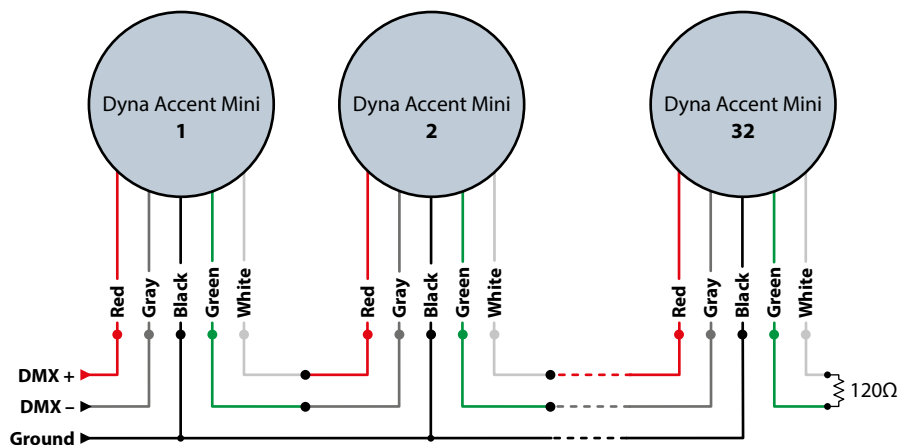 Dyna Accent Mini
1
Dyna Accent Mini
2
Dyna Accent Mini
32
Red
Gray
Black
Green
White
Red
Gray
Black
Green
White
Red
Gray
Black
Green
White
DMX +
DMX –
Ground
120Ω